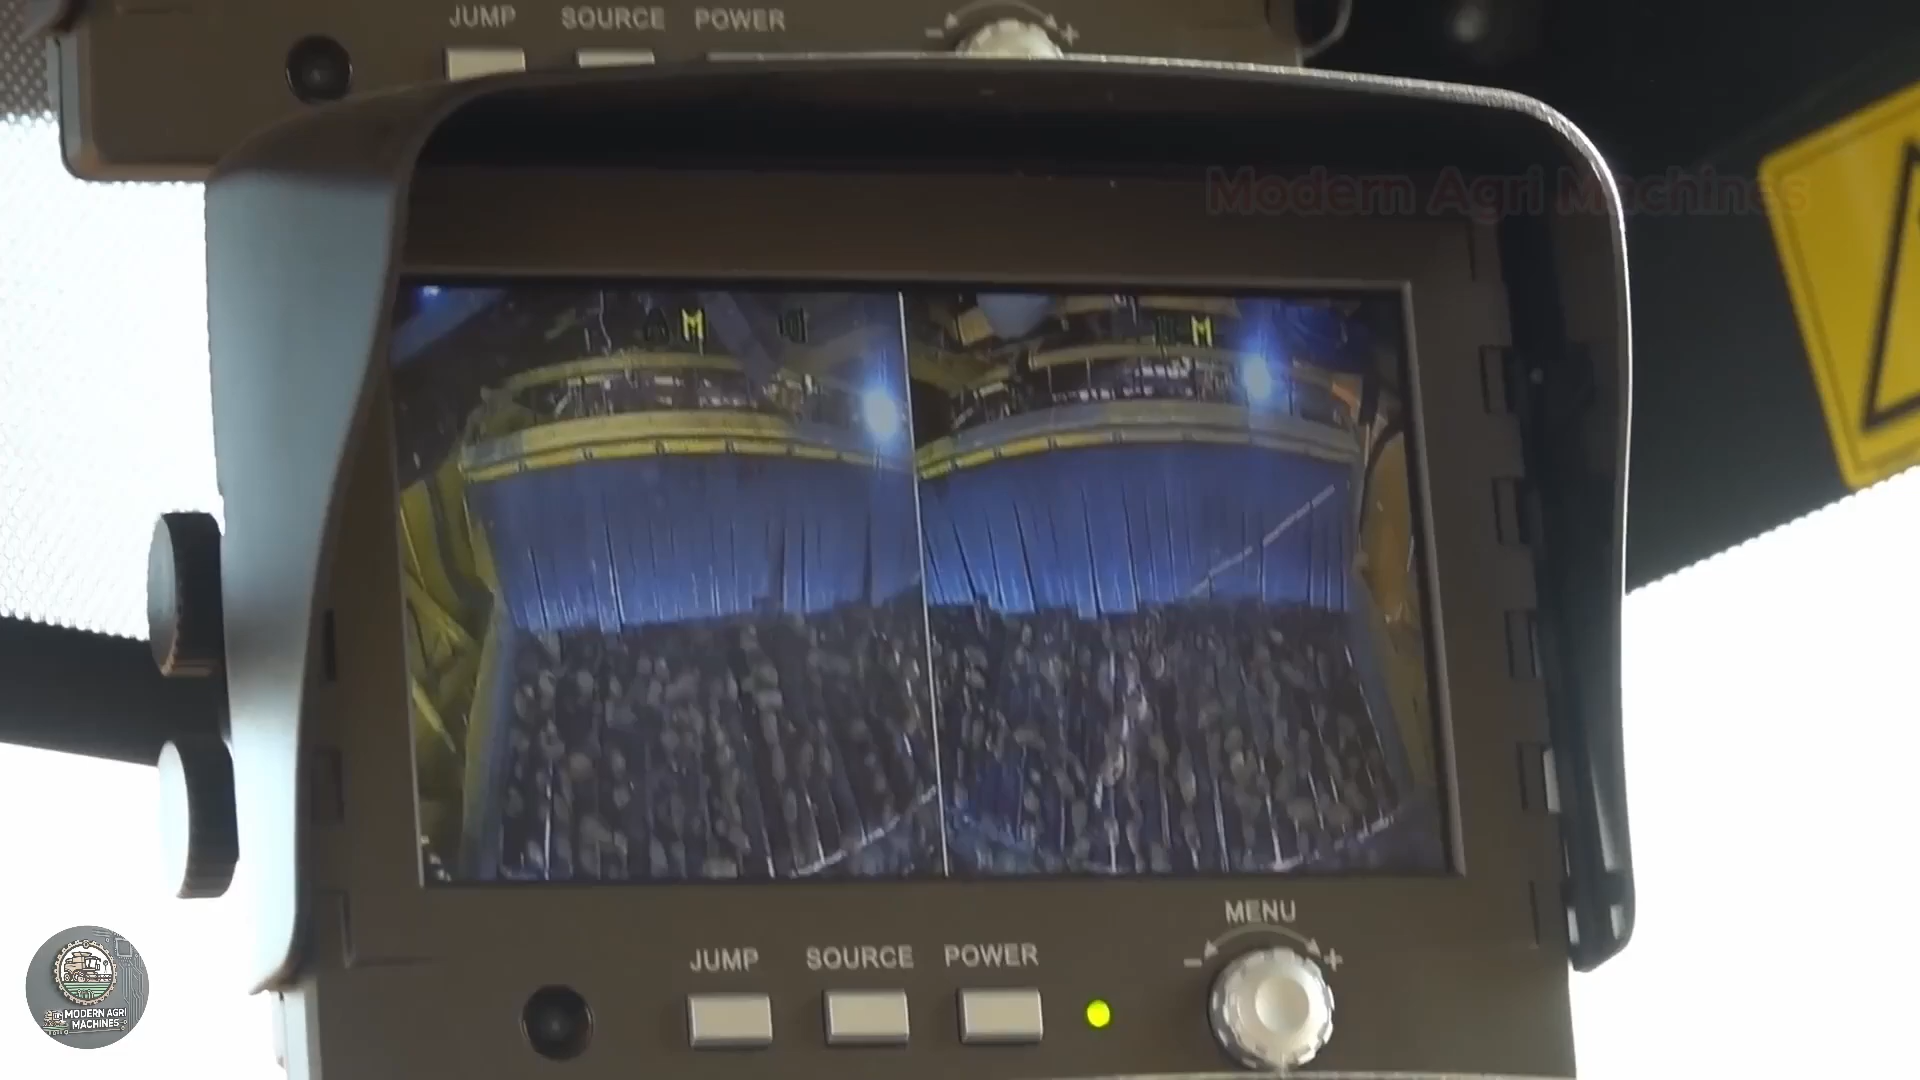 JUMP SOURCE POWER
- +
Modern Agri Machines
M
M
MENU
- +
JUMP SOURCE POWER
MODERN AGRI
MACHINES